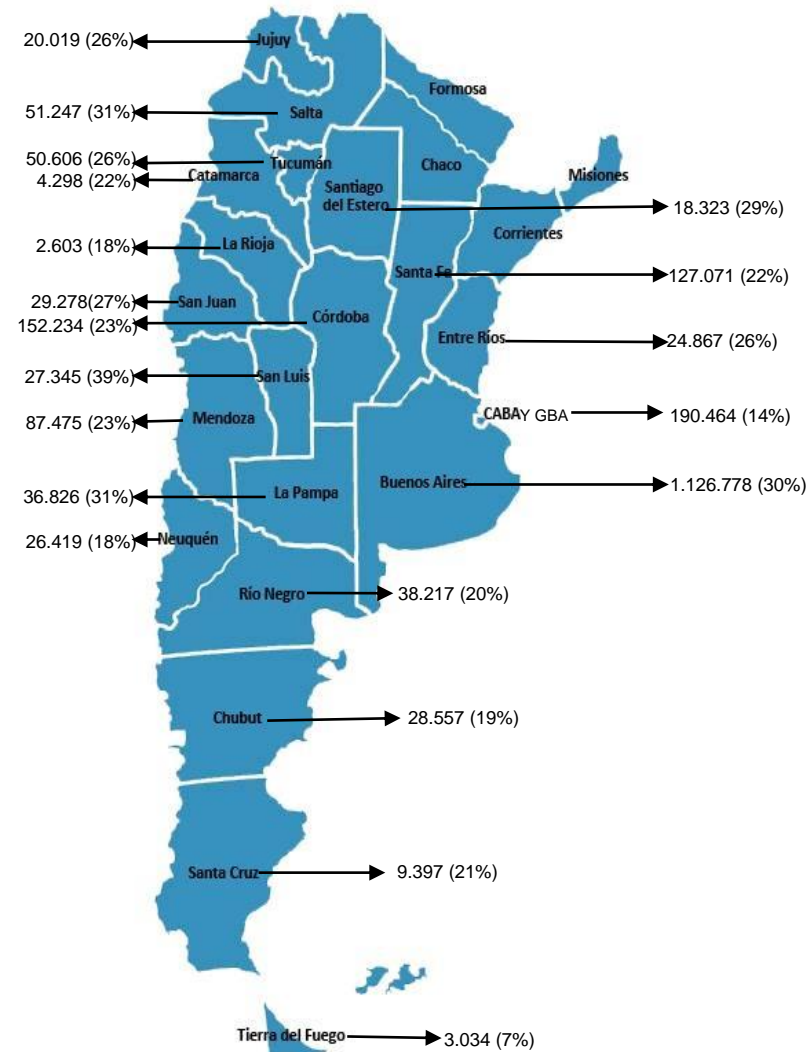 20.019 (26%)
Jujuy
Formosa
51.247 (31%)
Salta
50.606 (26%)
Tucumán
Chaco
4.298 (22%)
Catamarca
Misiones
Santiago
del Estero
18.323 (29%)
Corrientes
2.603 (18%)
La Rioja
Santa Fe
127.071 (22%)
29.278(27%)
San Juan
152.234 (23%)
Córdoba
Entre Ríos
24.867 (26%)
27.345 (39%)
San Luis
87.475 (23%)
Mendoza
CABAY GBA
190.464 (14%)
36.826 (31%)
La Pampa
Buenos Aires
1.126.778 (30%)
26.419 (18%)
Neuquén
Río Negro
38.217 (20%)
Chubut
28.557 (19%)
Santa Cruz
9.397 (21%)
Tierra del Fuego
3.034 (7%)